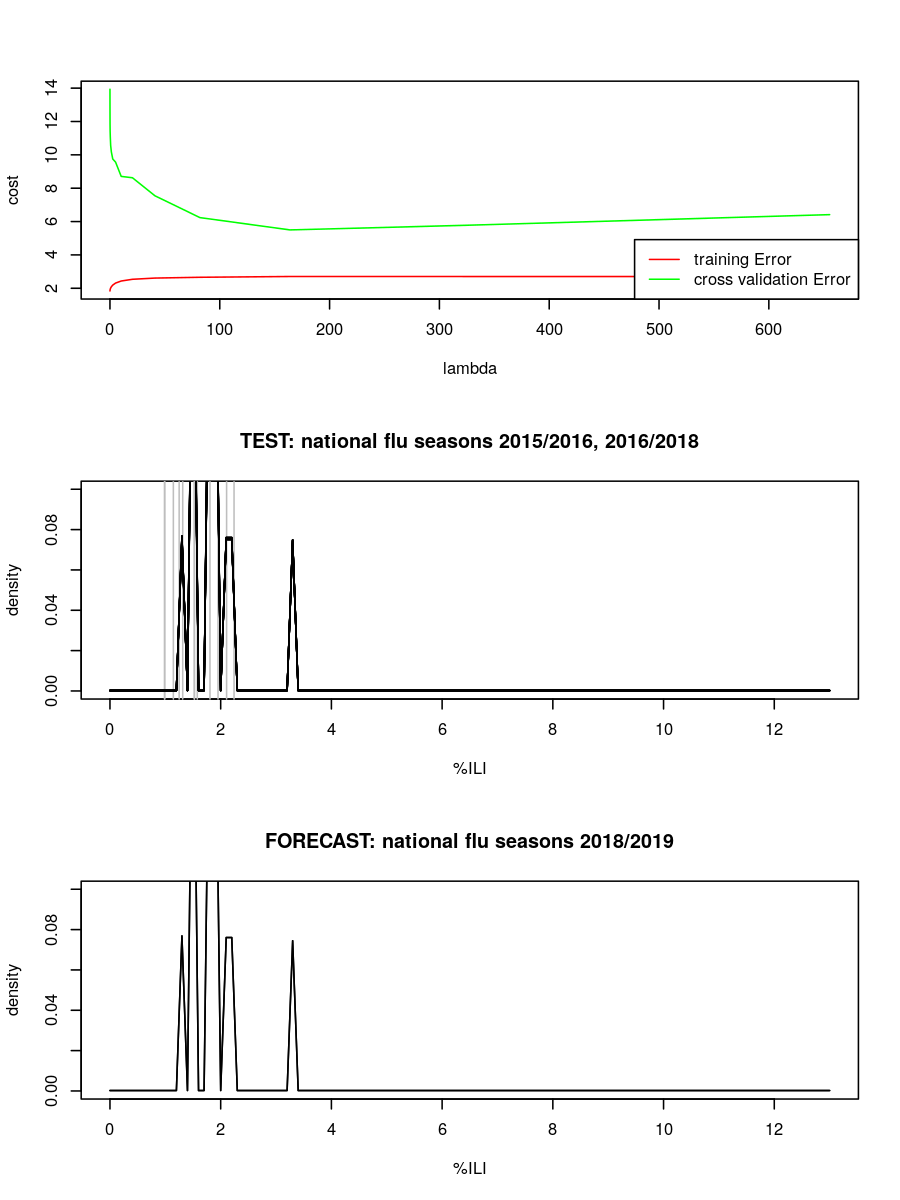 14
12
10
8
6
4
2
cost
training Error
cross validation Error
0 100 200 300 400 500 600
lambda
TEST: national flu seasons 2015/2016, 2016/2018
0.08
0.04
0.00
density
0 2 4 6 8 10 12
%ILI
FORECAST: national flu seasons 2018/2019
0.08
0.04
0.00
density
0 2 4 6 8 10 12
%ILI